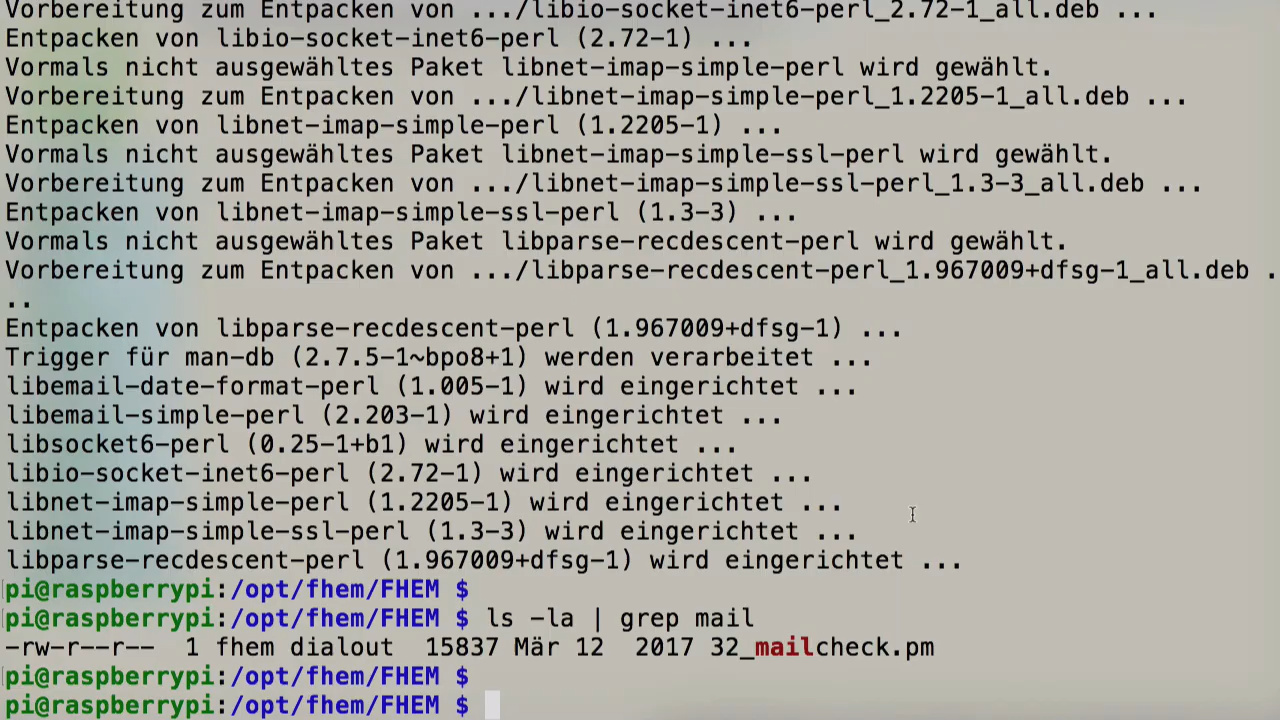 Vorbereitung zum Entpacken von .../libio-socket-inet6-perl_2.72-1_all.deb ...
Entpacken von libio-socket-inet6-perl (2.72-1) ...
Vormals nicht ausgewähltes Paket libnet-imap-simple-perl wird gewählt.
Vorbereitung zum Entpacken von .../libnet-imap-simple-perl_1.2205-1_all.deb ...
Entpacken von libnet-imap-simple-perl (1.2205-1) ...
Vormals nicht ausgewähltes Paket libnet-imap-simple-ssl-perl wird gewählt.
Vorbereitung zum Entpacken von .../libnet-imap-simple-ssl-perl_1.3-3_all.deb ...
Entpacken von libnet-imap-simple-ssl-perl (1.3-3) ...
Vormals nicht ausgewähltes Paket libparse-recdescent-perl wird gewählt.
Vorbereitung zum Entpacken von .../libparse-recdescent-perl_1.967009+dfsg-1_all.deb .
..
Entpacken von libparse-recdescent-perl (1.967009+dfsg-1) ...
Trigger für man-db (2.7.5-1~bpo8+1) werden verarbeitet ...
libemail-date-format-perl (1.005-1) wird eingerichtet ...
libemail-simple-perl (2.203-1) wird eingerichtet ...
libsocket6-perl (0.25-1+b1) wird eingerichtet ...
libio-socket-inet6-perl (2.72-1) wird eingerichtet ...
libnet-imap-simple-perl (1.2205-1) wird eingerichtet ...
libnet-imap-simple-ssl-perl (1.3-3) wird eingerichtet ...
libparse-recdescent-perl (1.967009+dfsg-1) wird eingerichtet ...
pi@raspberrypi:/opt/fhem/FHEM $
pi@raspberrypi:/opt/fhem/FHEM $ ls -la | grep mail
-rw-r--r--  1 fhem dialout  15837 Mär 12  2017 32_mailcheck.pm
pi@raspberrypi:/opt/fhem/FHEM $
pi@raspberrypi:/opt/fhem/FHEM $